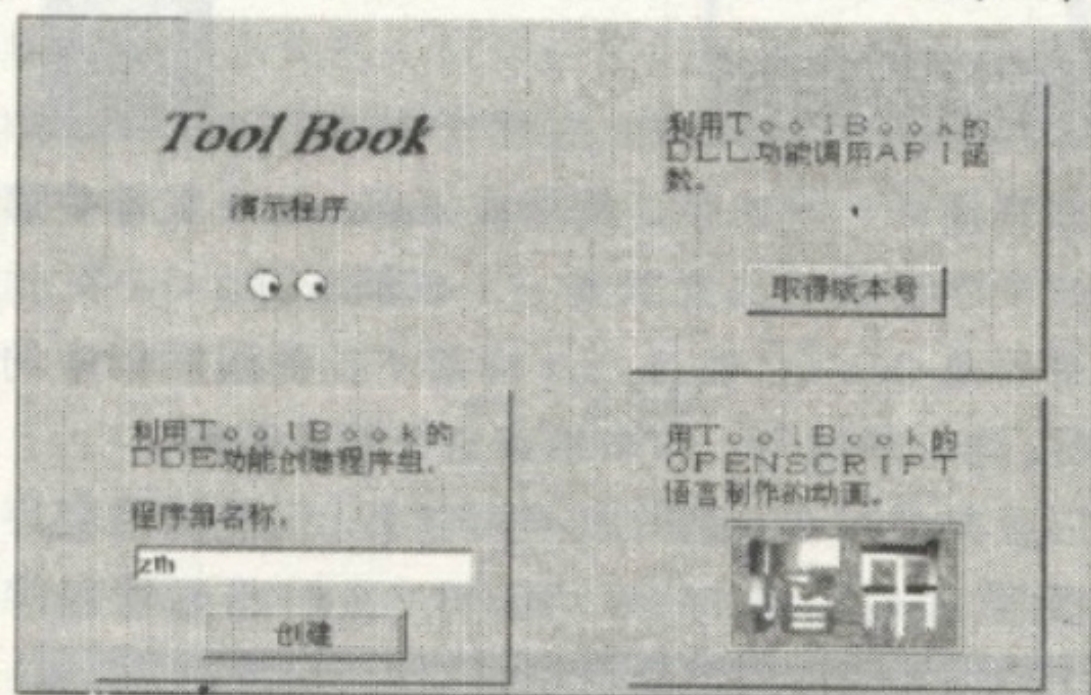 Tool Book
演示程序
利用ToolBook的
DLL功能调用API函
数。
取得版本号
利用ToolBook的
DDE功能创建程序组。
程序组名称:
zth
创建
用ToolBook的
OPENSCRIPT
语言制作的动画。